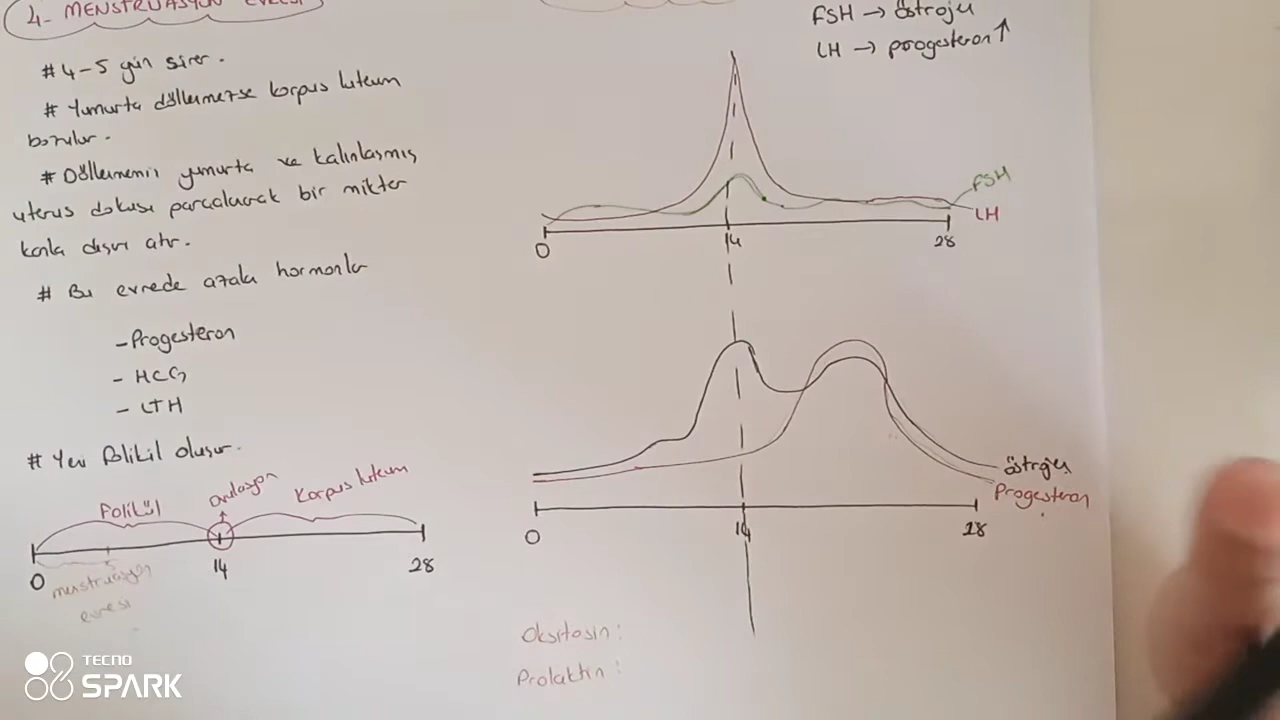 4- MENSTRUASYON EVRESİ
# 4-5 gün sürer.
# Yumurta döllenmezse korpus luteum
bozulur.
# Döllenmemiş yumurta ve kalınlaşmış
uterus dokusu parçalanarak bir miktar
kanla dışarı atılır.
# Bu evrede azalan hormonlar
- Progesteron
- HCG
- LTH
# Yeni folikül oluşur.
Folikül
ovulasyon
Korpus luteum
0
5
14
28
menstruasyon
evresi
FSH → östrojen
LH → progesteron ↑
FSH
LH
0
14
28
östrojen
Progesteron
0
14
28
Oksitosin :
Prolaktin :
TECNO
SPARK